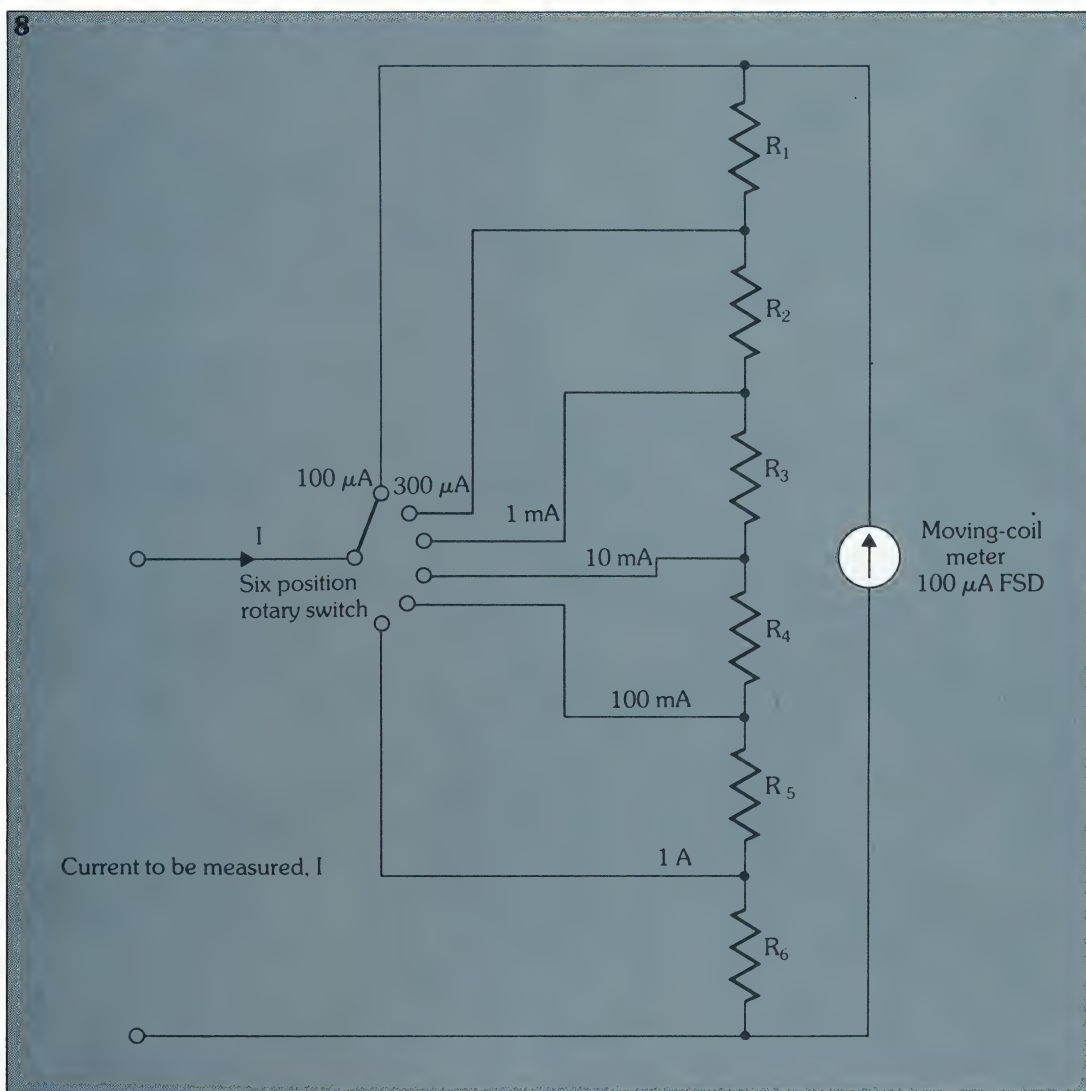 8
R₁
R₂
R₃
100 μA
300 μA
1 mA
I
10 mA
Moving-coil
meter
100 μA FSD
Six position
rotary switch
R₄
100 mA
R₅
1 A
Current to be measured, I
R₆